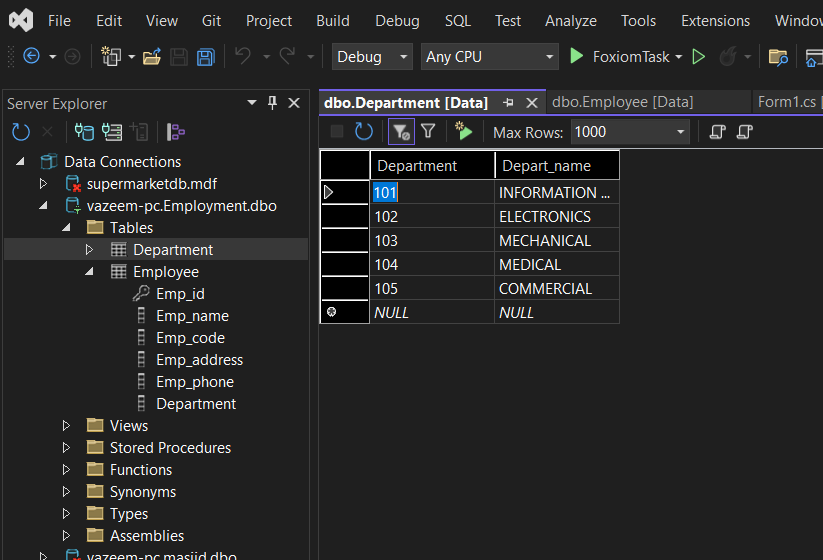 File Edit View Git Project Build Debug SQL Test Analyze Tools Extensions Window
Debug Any CPU FoxiomTask
Server Explorer
dbo.Department [Data] dbo.Employee [Data] Form1.cs
Max Rows: 1000
Data Connections
supermarketdb.mdf
vazeem-pc.Employment.dbo
Tables
Department
Employee
Emp_id
Emp_name
Emp_code
Emp_address
Emp_phone
Department
Views
Stored Procedures
Functions
Synonyms
Types
Assemblies
vazeem-pc.masjid.dbo
Department Depart_name
101 INFORMATION ...
102 ELECTRONICS
103 MECHANICAL
104 MEDICAL
105 COMMERCIAL
NULL NULL